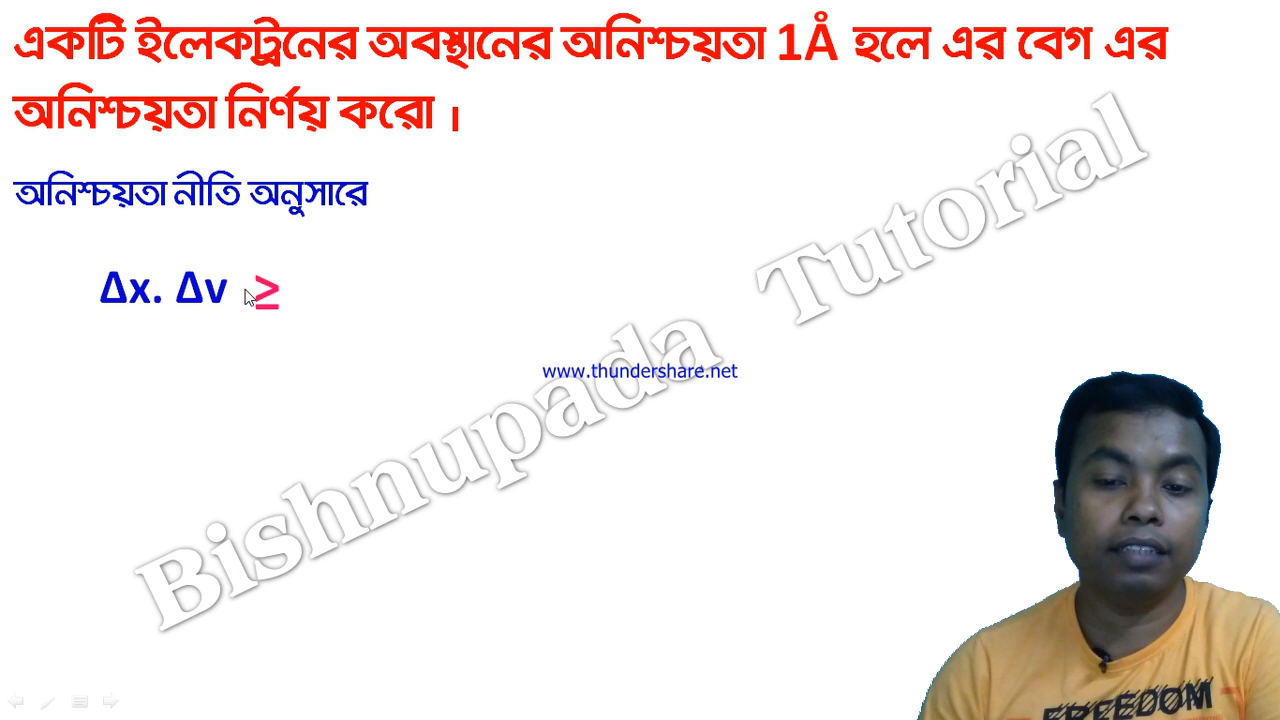 একটি ইলেকট্রনের অবস্থানের অনিশ্চয়তা 1Å হলে এর বেগ এর
অনিশ্চয়তা নির্ণয় করো ।
অনিশ্চয়তা নীতি অনুসারে
Δx. Δv ≥
www.thundershare.net
Bishnupada Tutorial
FREEDOM